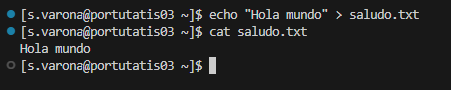 [s.varona@portutatis03 ~]$ echo "Hola mundo" > saludo.txt
[s.varona@portutatis03 ~]$ cat saludo.txt
Hola mundo
[s.varona@portutatis03 ~]$